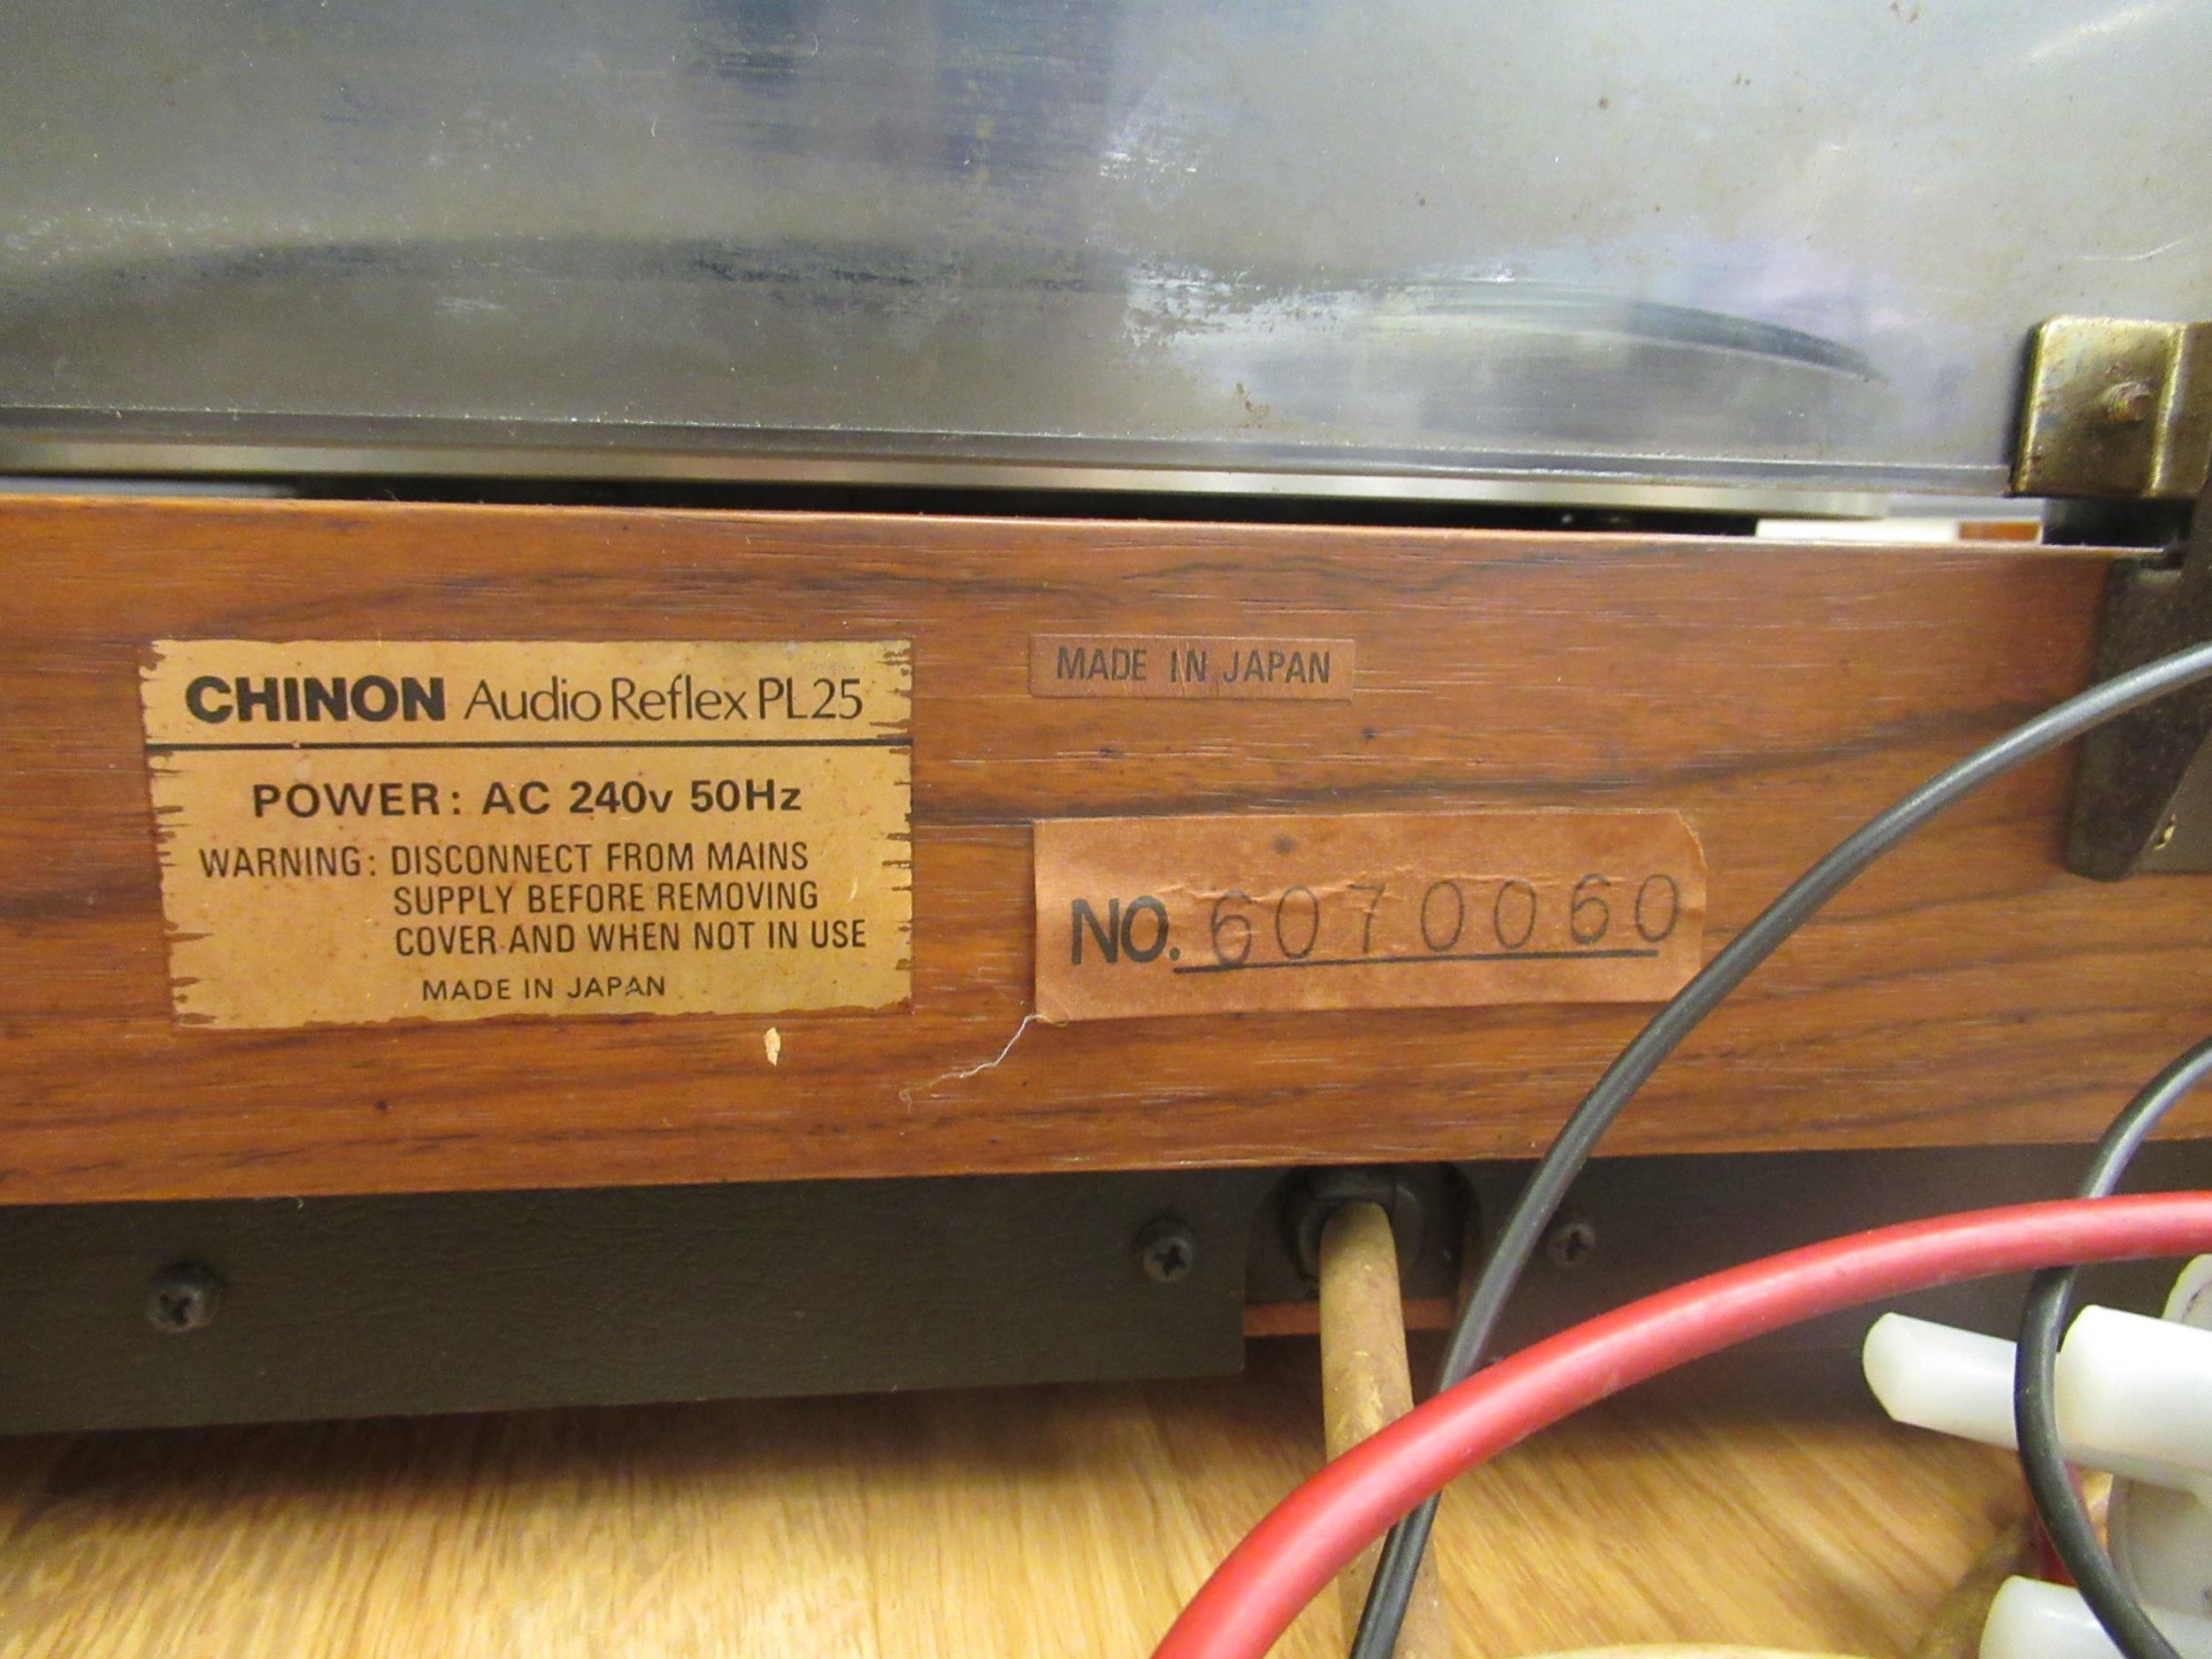 CHINON Audio Reflex PL25
POWER: AC 240v 50Hz
WARNING: DISCONNECT FROM MAINS
SUPPLY BEFORE REMOVING
COVER AND WHEN NOT IN USE
MADE IN JAPAN
MADE IN JAPAN
NO. 6070060